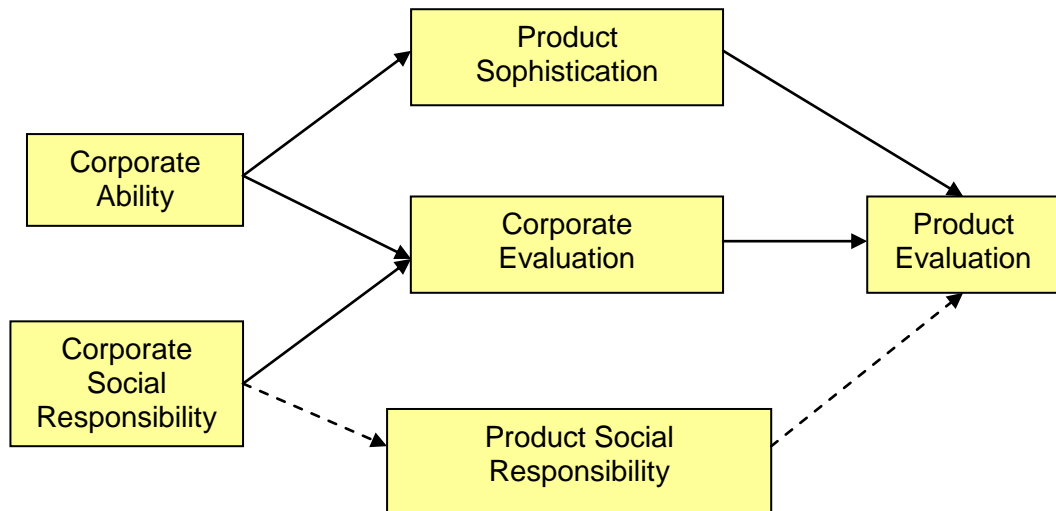 Product
Sophistication
Corporate
Ability
Corporate
Evaluation
Product
Evaluation
Corporate
Social
Responsibility
Product Social
Responsibility